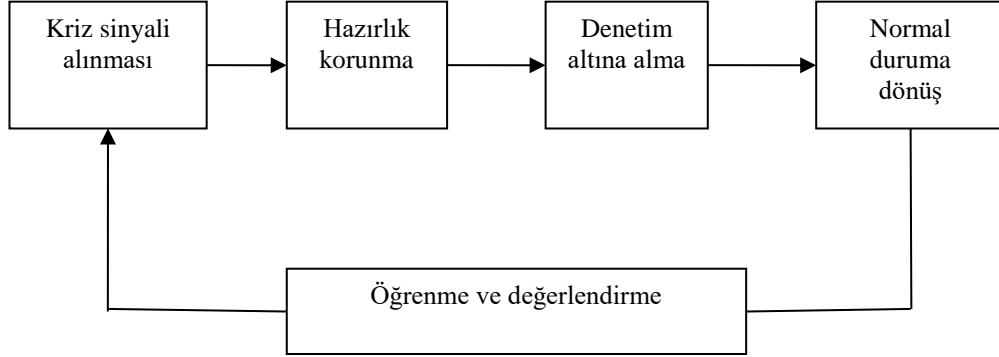 Kriz sinyali
alınması
Hazırlık
korunma
Denetim
altına alma
Normal
duruma
dönüş
Öğrenme ve değerlendirme